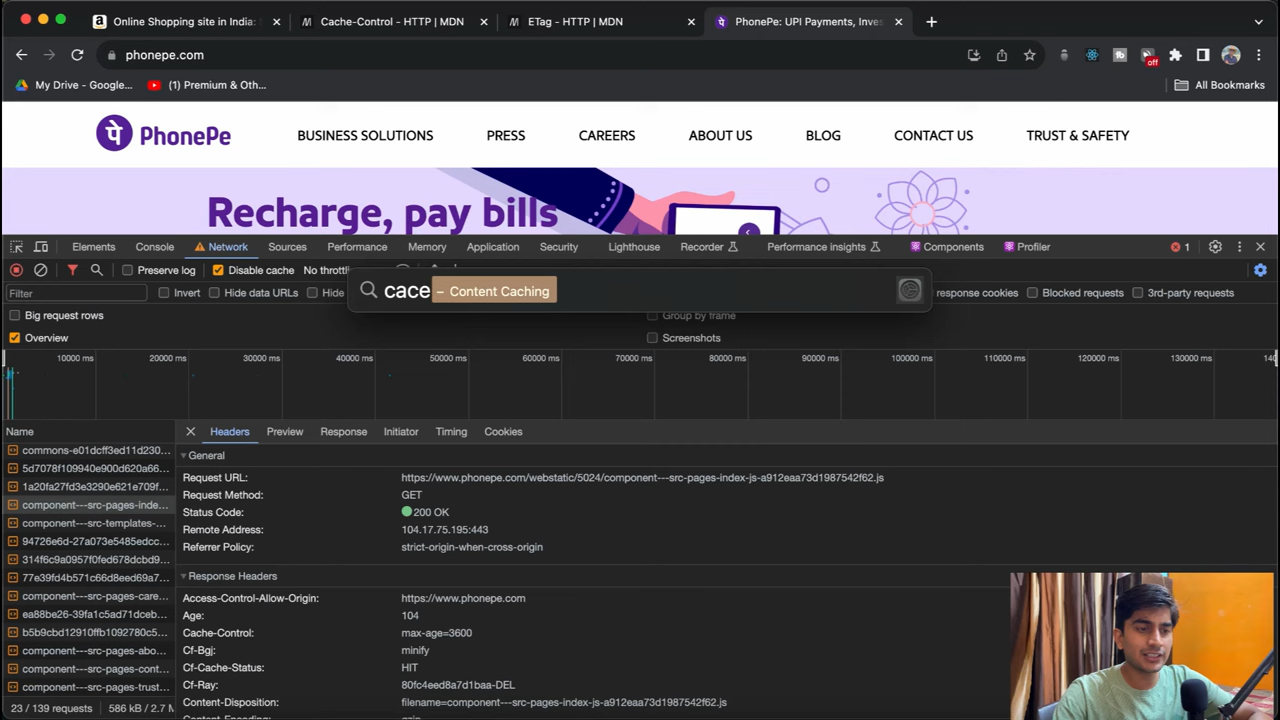 Online Shopping site in India:
Cache-Control - HTTP | MDN
ETag - HTTP | MDN
PhonePe: UPI Payments, Inves
phonepe.com
off
My Drive - Google...
(1) Premium & Oth...
All Bookmarks
पे PhonePe
BUSINESS SOLUTIONS
PRESS
CAREERS
ABOUT US
BLOG
CONTACT US
TRUST & SAFETY
Recharge, pay bills
Elements
Console
Network
Sources
Performance
Memory
Application
Security
Lighthouse
Recorder
Performance insights
Components
Profiler
1
Preserve log
Disable cache
No throttl
cace – Content Caching
Filter
Invert
Hide data URLs
Hide
response cookies
Blocked requests
3rd-party requests
Big request rows
Group by frame
Overview
Screenshots
10000 ms
20000 ms
30000 ms
40000 ms
50000 ms
60000 ms
70000 ms
80000 ms
90000 ms
100000 ms
110000 ms
120000 ms
130000 ms
140
Name
Headers
Preview
Response
Initiator
Timing
Cookies
commons-e01dcff3ed11d230...
5d7078f109940e900d620a66...
1a20fa27fd3e3290e621e709f...
component---src-pages-inde...
component---src-templates-...
94726e6d-27a073e5485edcc...
314f6c9a0957f0fed678dcbd9...
77e39fd4b571c66d8eed69a7...
component---src-pages-care...
ea88be26-39fa1c5ad71dceb...
b5b9cbd12910ffb1092780c5...
component---src-pages-abo...
component---src-pages-cont...
component---src-pages-trust...
23 / 139 requests
586 kB / 2.7 M
General
Request URL: https://www.phonepe.com/webstatic/5024/component---src-pages-index-js-a912eaa73d1987542f62.js
Request Method: GET
Status Code: 200 OK
Remote Address: 104.17.75.195:443
Referrer Policy: strict-origin-when-cross-origin
Response Headers
Access-Control-Allow-Origin: https://www.phonepe.com
Age: 104
Cache-Control: max-age=3600
Cf-Bgj: minify
Cf-Cache-Status: HIT
Cf-Ray: 80fc4eed8a7d1baa-DEL
Content-Disposition: filename=component---src-pages-index-js-a912eaa73d1987542f62.js
Content-Encoding: gzip